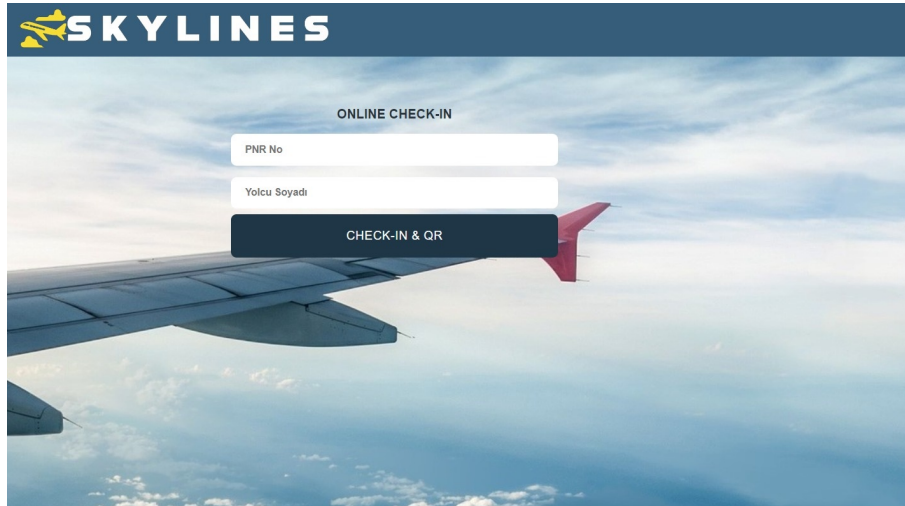 SKYLINES
ONLINE CHECK-IN
PNR No
Yolcu Soyadı
CHECK-IN & QR